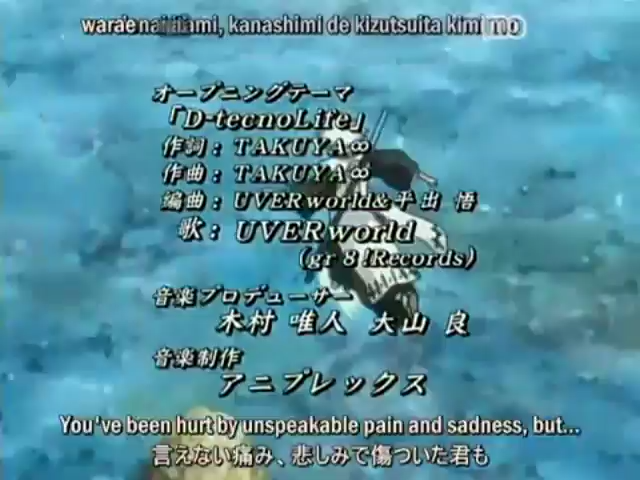 itami, kanashimi de kizutsuita kimi mo
オープニングテーマ
「D-tecnoLife」
作詞： TAKUYA∞
作曲： TAKUYA∞
編曲： UVERworld&平出 悟
歌： UVERworld
(gr 8 !Records)
音楽プロデューサー
木村 唯人 大山 良
音楽制作
アニプレックス
You've been hurt by unspeakable pain and sadness, but...
言えない痛み、悲しみで傷ついた君も